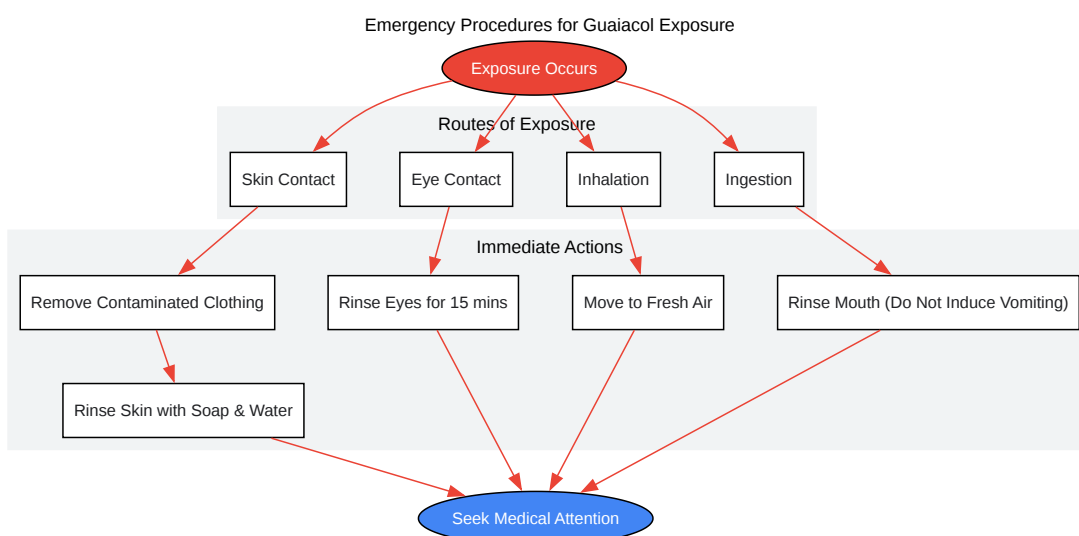 Emergency Procedures for Guaiacol Exposure
Exposure Occurs
Routes of Exposure
Skin Contact
Eye Contact
Inhalation
Ingestion
Immediate Actions
Remove Contaminated Clothing
Rinse Eyes for 15 mins
Move to Fresh Air
Rinse Mouth (Do Not Induce Vomiting)
Rinse Skin with Soap & Water
Seek Medical Attention